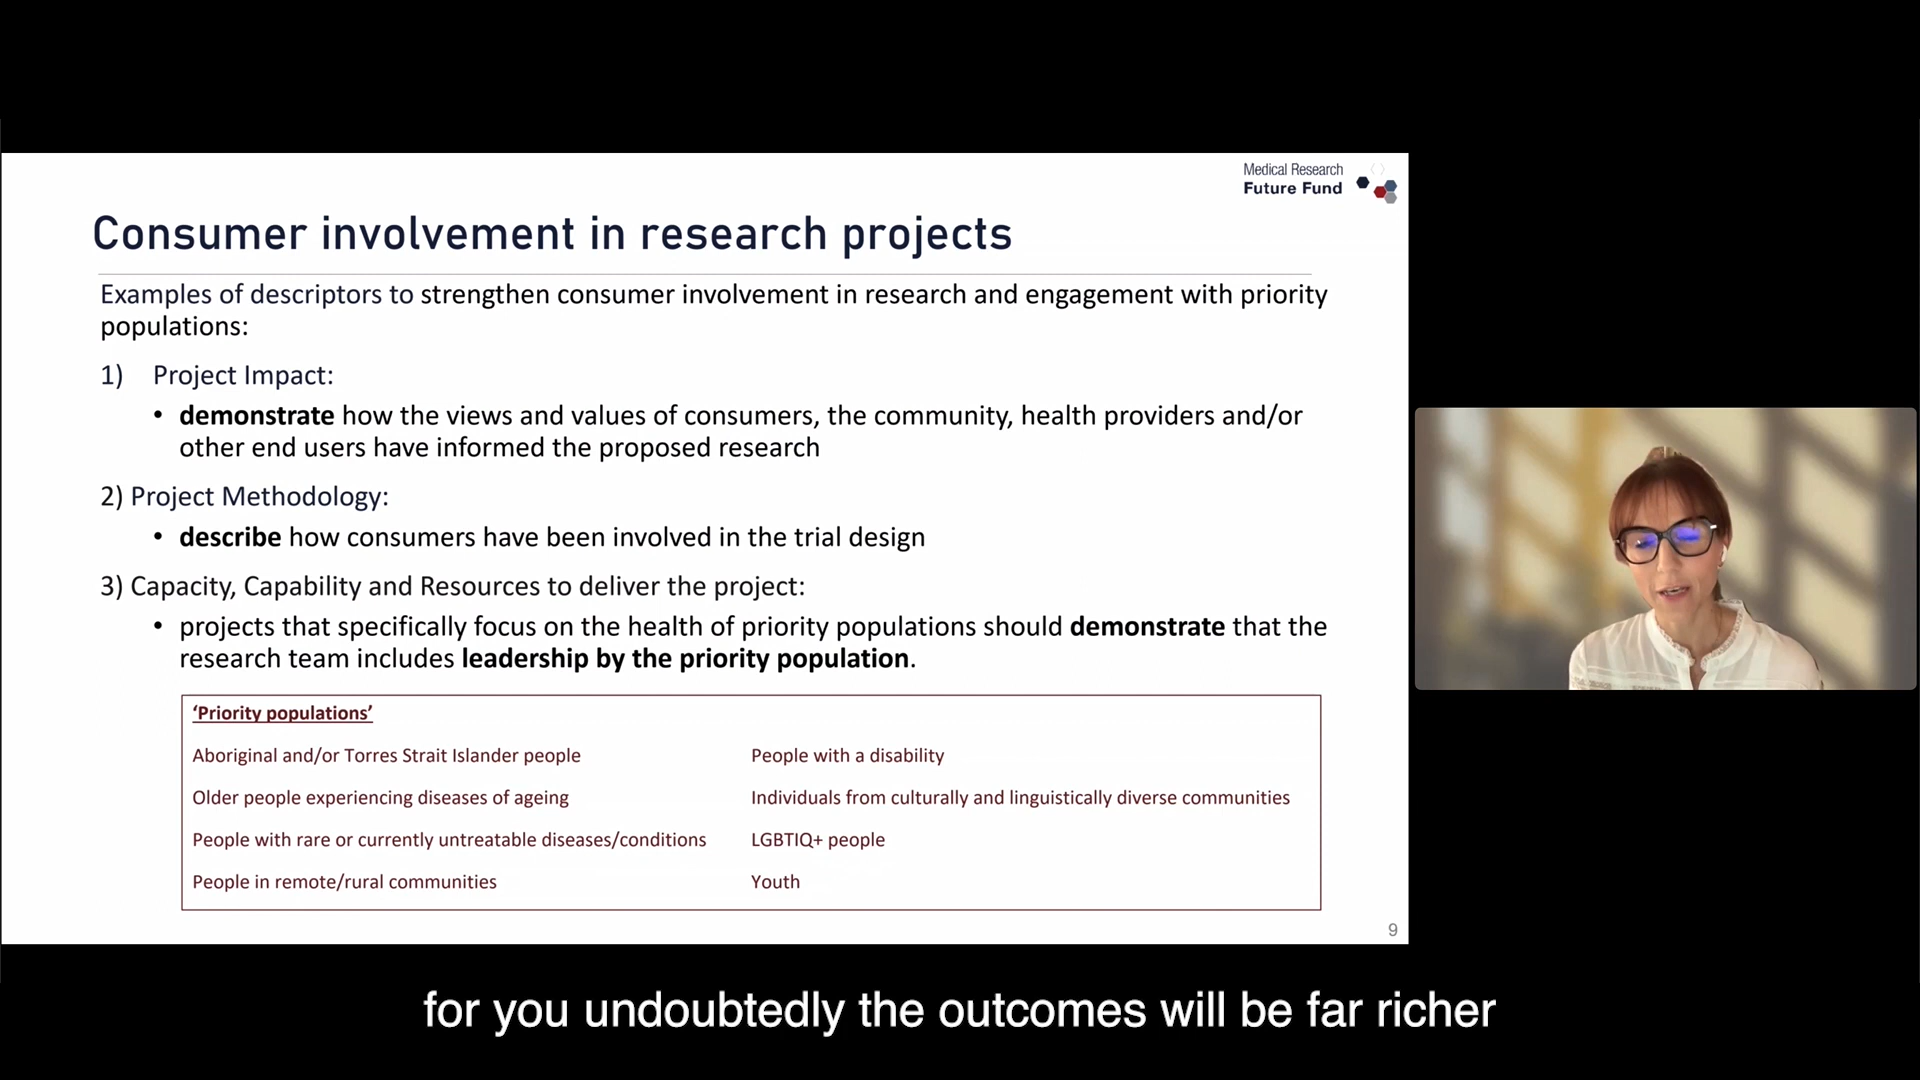 Medical Research
Future Fund
Consumer involvement in research projects
Examples of descriptors to strengthen consumer involvement in research and engagement with priority
populations:
1) Project Impact:
• demonstrate how the views and values of consumers, the community, health providers and/or
other end users have informed the proposed research
2) Project Methodology:
• describe how consumers have been involved in the trial design
3) Capacity, Capability and Resources to deliver the project:
• projects that specifically focus on the health of priority populations should demonstrate that the
research team includes leadership by the priority population.
‘Priority populations’
Aboriginal and/or Torres Strait Islander people
People with a disability
Older people experiencing diseases of ageing
Individuals from culturally and linguistically diverse communities
People with rare or currently untreatable diseases/conditions
LGBTIQ+ people
People in remote/rural communities
Youth
9
for you undoubtedly the outcomes will be far richer